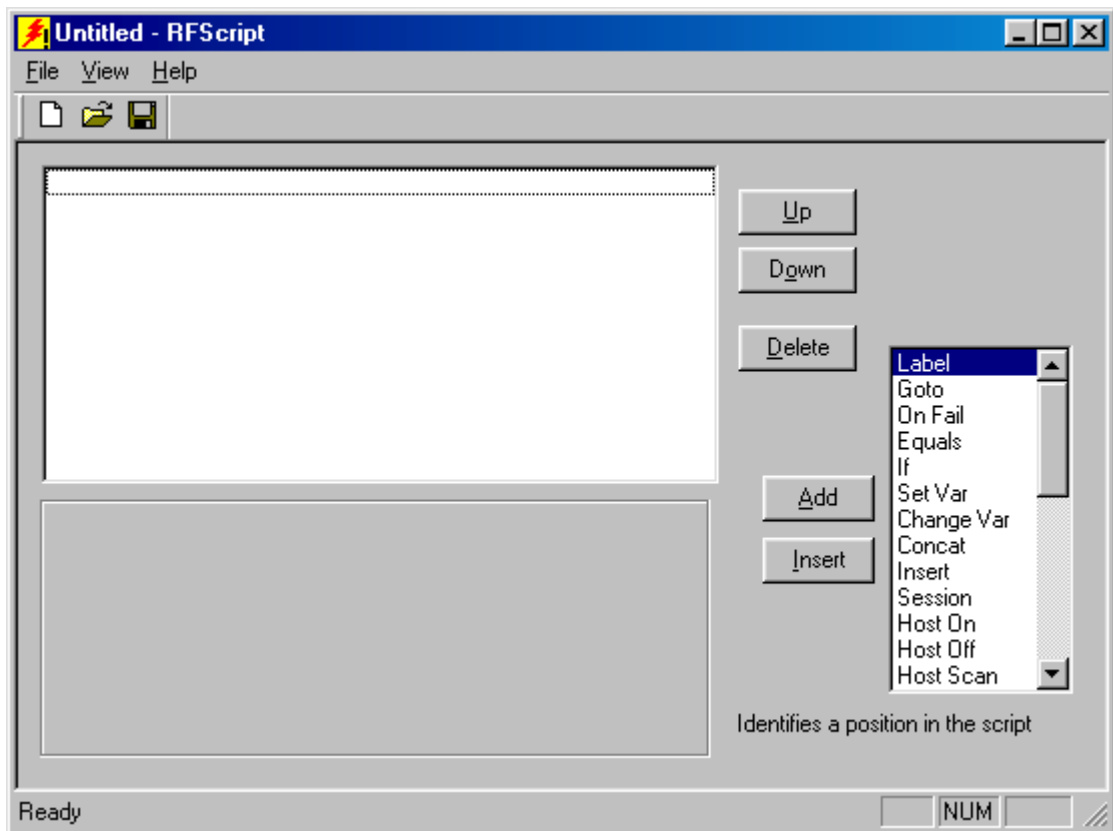 Untitled - RFScript
File View Help
Up
Down
Delete
Label
Goto
On Fail
Equals
If
Set Var
Change Var
Concat
Insert
Session
Host On
Host Off
Host Scan
Add
Insert
Identifies a position in the script
Ready
NUM